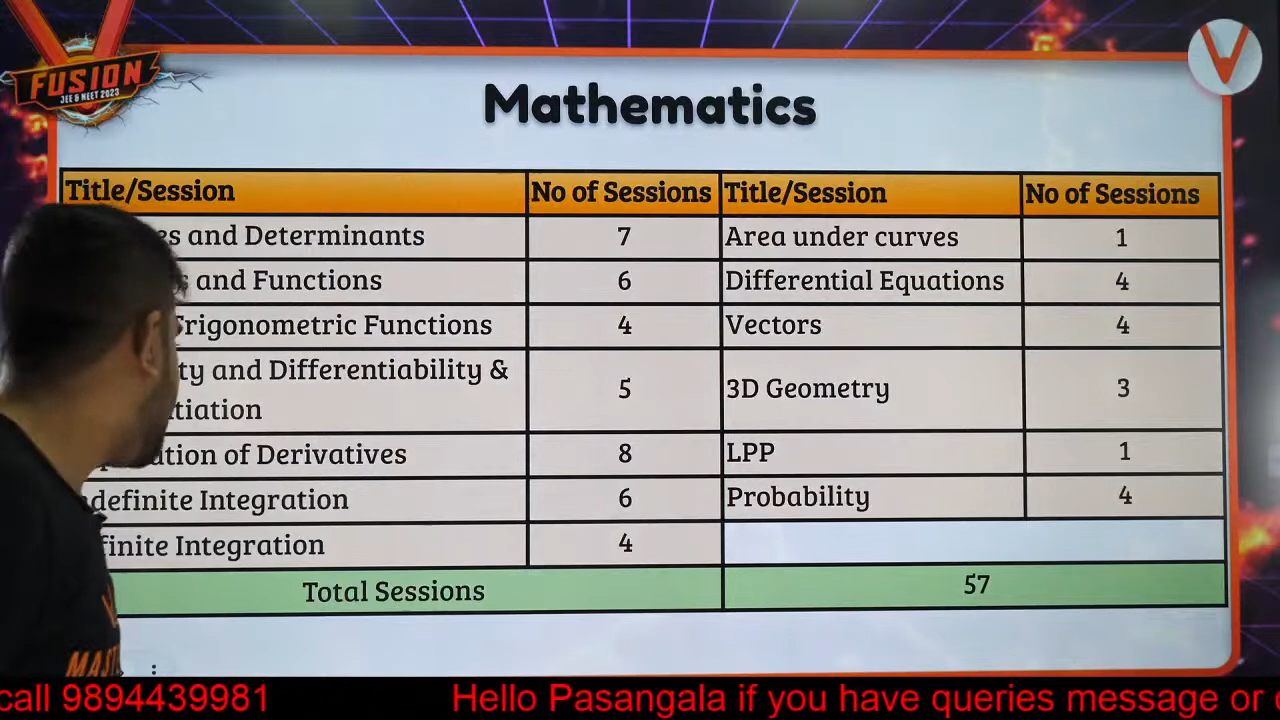 FUSION
JEE & NEET 2023
V
Mathematics
Title/Session No of Sessions Title/Session No of Sessions
es and Determinants 7 Area under curves 1
and Functions 6 Differential Equations 4
Trigonometric Functions 4 Vectors 4
ty and Differentiability &
tiation 5 3D Geometry 3
ation of Derivatives 8 LPP 1
definite Integration 6 Probability 4
finite Integration 4
Total Sessions 57
MAST
call 9894439981 Hello Pasangala if you have queries message or